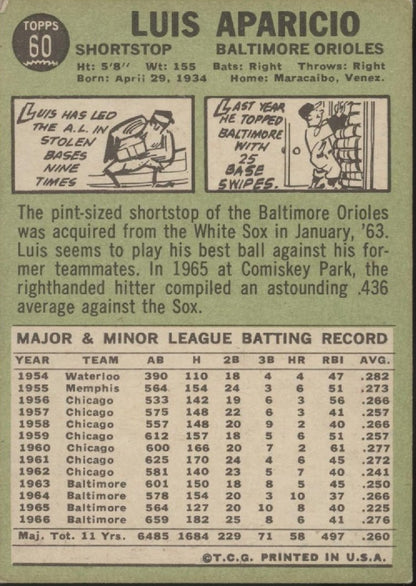 TOPPS
60
LUIS APARICIO
SHORTSTOP BALTIMORE ORIOLES
Ht: 5'8" Wt: 155 Bats: Right Throws: Right
Born: April 29, 1934 Home: Maracaibo, Venez.
LUIS HAS LED
THE A.L. IN
STOLEN
BASES
NINE
TIMES
LAST YEAR
HE TOPPED
BALTIMORE
WITH
25
BASE
SWIPES.
The pint-sized shortstop of the Baltimore Orioles
was acquired from the White Sox in January, '63.
Luis seems to play his best ball against his for-
mer teammates. In 1965 at Comiskey Park, the
righthanded hitter compiled an astounding .436
average against the Sox.
MAJOR & MINOR LEAGUE BATTING RECORD
YEAR TEAM AB H 2B 3B HR RBI AVG.
1954 Waterloo 390 110 18 4 4 47 .282
1955 Memphis 564 154 24 3 6 51 .273
1956 Chicago 533 142 19 6 3 56 .266
1957 Chicago 575 148 22 6 3 41 .257
1958 Chicago 557 148 20 9 2 40 .266
1959 Chicago 612 157 18 5 6 51 .257
1960 Chicago 600 166 20 7 2 61 .277
1961 Chicago 625 170 24 4 6 45 .272
1962 Chicago 581 140 23 5 7 40 .241
1963 Baltimore 601 150 18 8 5 45 .250
1964 Baltimore 578 154 20 3 10 37 .266
1965 Baltimore 564 127 20 10 8 40 .225
1966 Baltimore 659 182 25 8 6 41 .276
Maj. Tot. 11 Yrs. 6485 1684 229 71 58 497 .260
©T.C.G. PRINTED IN U.S.A.